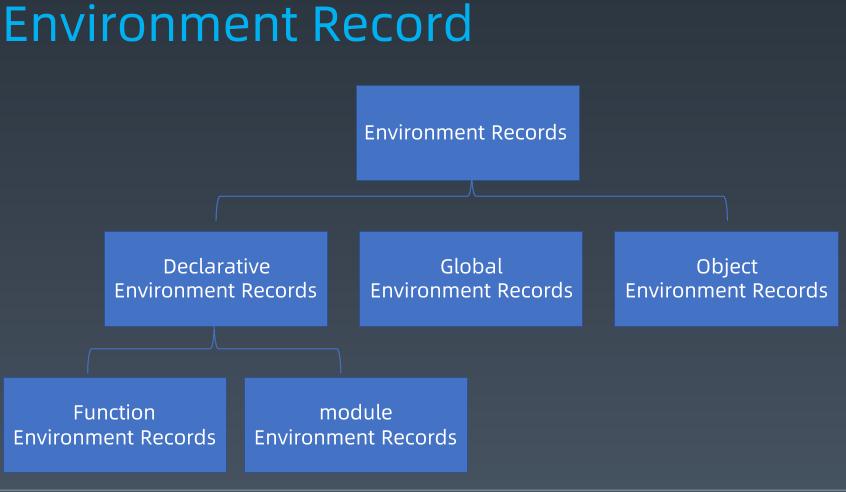 Environment Record
Environment Records
Declarative
Environment Records
Global
Environment Records
Object
Environment Records
Function
Environment Records
module
Environment Records